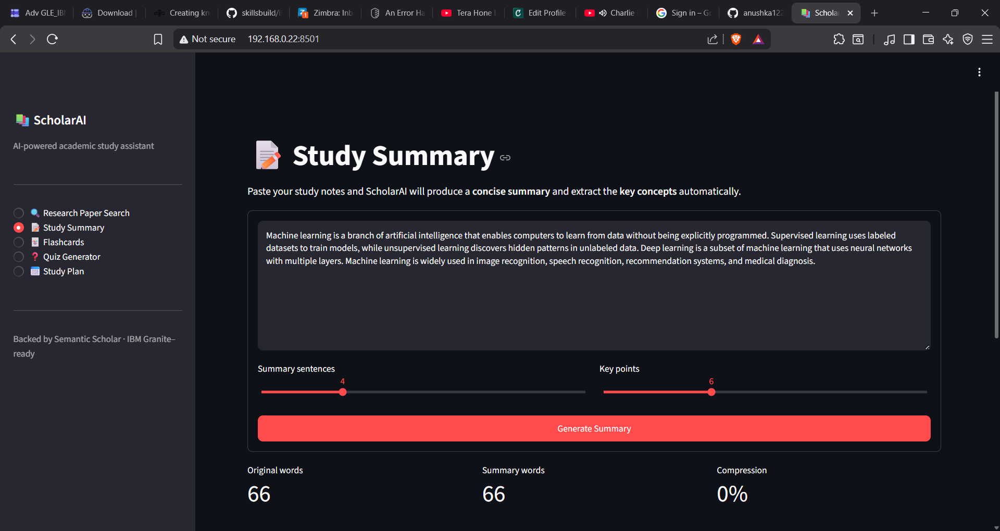 Adv GLE_IB
Download |
Creating kn
skillsbuild/i
Zimbra: Inb
An Error Ha
Tera Hone
Edit Profile
Charlie
Sign in – Go
anushka122
Scholar
Not secure 192.168.0.22:8501
ScholarAI
AI-powered academic study assistant
Research Paper Search
Study Summary
Flashcards
Quiz Generator
Study Plan
Backed by Semantic Scholar · IBM Granite–
ready
Study Summary
Paste your study notes and ScholarAI will produce a concise summary and extract the key concepts automatically.
Machine learning is a branch of artificial intelligence that enables computers to learn from data without being explicitly programmed. Supervised learning uses labeled
datasets to train models, while unsupervised learning discovers hidden patterns in unlabeled data. Deep learning is a subset of machine learning that uses neural networks
with multiple layers. Machine learning is widely used in image recognition, speech recognition, recommendation systems, and medical diagnosis.
Summary sentences
4
Key points
6
Generate Summary
Original words
66
Summary words
66
Compression
0%